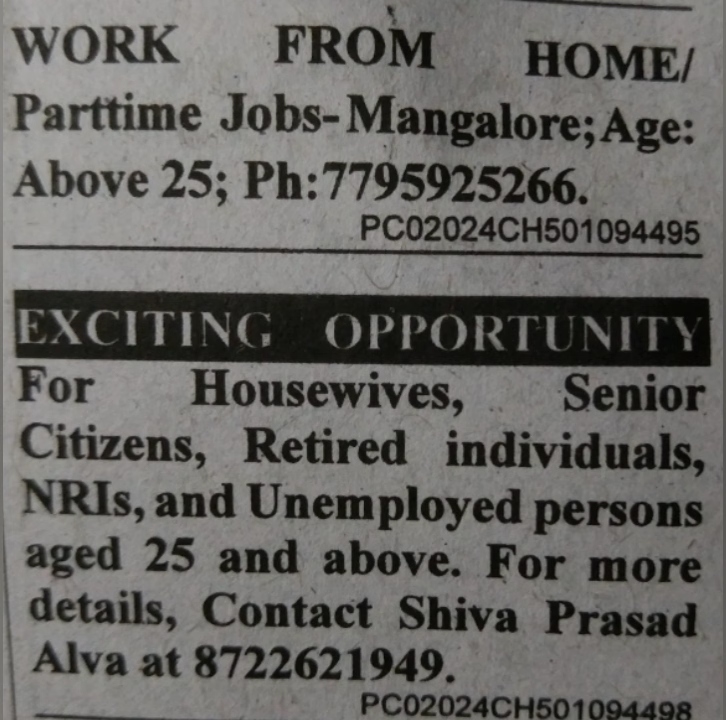 WORK FROM HOME/
Parttime Jobs-Mangalore; Age:
Above 25; Ph:7795925266.
PC02024CH501094495
EXCITING OPPORTUNITY
For Housewives, Senior
Citizens, Retired individuals,
NRIs, and Unemployed persons
aged 25 and above. For more
details, Contact Shiva Prasad
Alva at 8722621949.
PC02024CH501094498